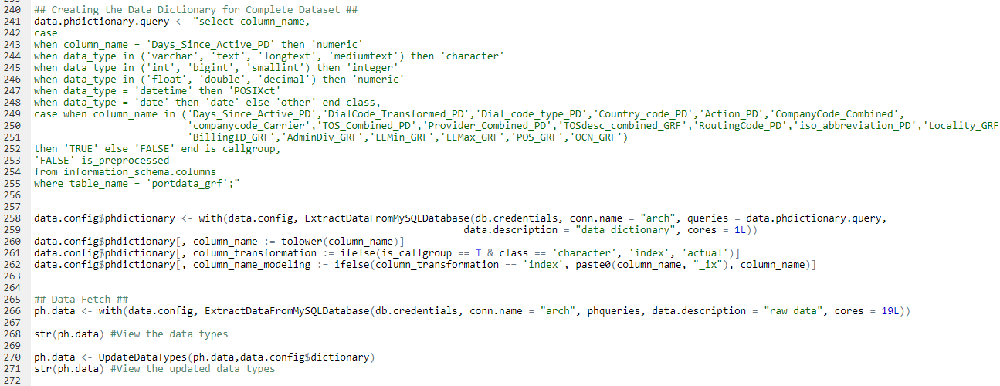 240 ## Creating the Data Dictionary for Complete Dataset ##
241 data.phdictionary.query <- "select column_name,
242 case
243 when column_name = 'Days_Since_Active_PD' then 'numeric'
244 when data_type in ('varchar', 'text', 'longtext', 'mediumtext') then 'character'
245 when data_type in ('int', 'bigint', 'smallint') then 'integer'
246 when data_type in ('float', 'double', 'decimal') then 'numeric'
247 when data_type = 'datetime' then 'POSIXct'
248 when data_type = 'date' then 'date' else 'other' end class,
249 case when column_name in ('Days_Since_Active_PD','DialCode_Transformed_PD','Dial_code_type_PD','Country_code_PD','Action_PD','CompanyCode_Combined',
250 'companycode_Carrier','TOS_Combined_PD','Provider_Combined_PD','TOSdesc_combined_GRF','RoutingCode_PD','iso_abbreviation_PD','Locality_GRF
251 'BillingID_GRF','AdminDiv_GRF','LEMin_GRF','LEMax_GRF','POS_GRF','OCN_GRF')
252 then 'TRUE' else 'FALSE' end is_callgroup,
253 'FALSE' is_preprocessed
254 from information_schema.columns
255 where table_name = 'portdata_grf';"
256
257
258 data.config$phdictionary <- with(data.config, ExtractDataFromMySQLDatabase(db.credentials, conn.name = "arch", queries = data.phdictionary.query,
259 data.description = "data dictionary", cores = 1L))
260 data.config$phdictionary[, column_name := tolower(column_name)]
261 data.config$phdictionary[, column_transformation := ifelse(is_callgroup == T & class == 'character', 'index', 'actual')]
262 data.config$phdictionary[, column_name_modeling := ifelse(column_transformation == 'index', paste0(column_name, "_ix"), column_name)]
263
264
265 ## Data Fetch ##
266 ph.data <- with(data.config, ExtractDataFromMySQLDatabase(db.credentials, conn.name = "arch", phqueries, data.description = "raw data", cores = 19L))
267
268 str(ph.data) #View the data types
269
270 ph.data <- UpdateDataTypes(ph.data,data.config$dictionary)
271 str(ph.data) #View the updated data types
272